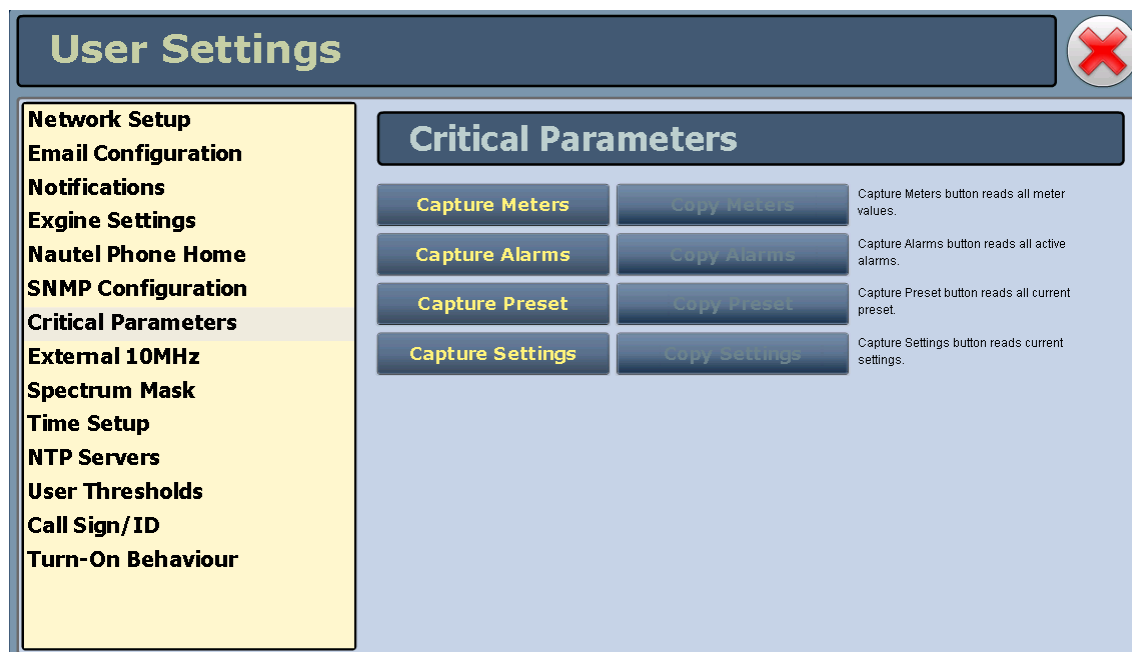 User Settings
Network Setup
Email Configuration
Notifications
Exgine Settings
Nautel Phone Home
SNMP Configuration
Critical Parameters
External 10MHz
Spectrum Mask
Time Setup
NTP Servers
User Thresholds
Call Sign/ID
Turn-On Behaviour
Critical Parameters
Capture Meters
Copy Meters
Capture Meters button reads all meter
values.
Capture Alarms
Copy Alarms
Capture Alarms button reads all active
alarms.
Capture Preset
Copy Preset
Capture Preset button reads all current
preset.
Capture Settings
Copy Settings
Capture Settings button reads current
settings.